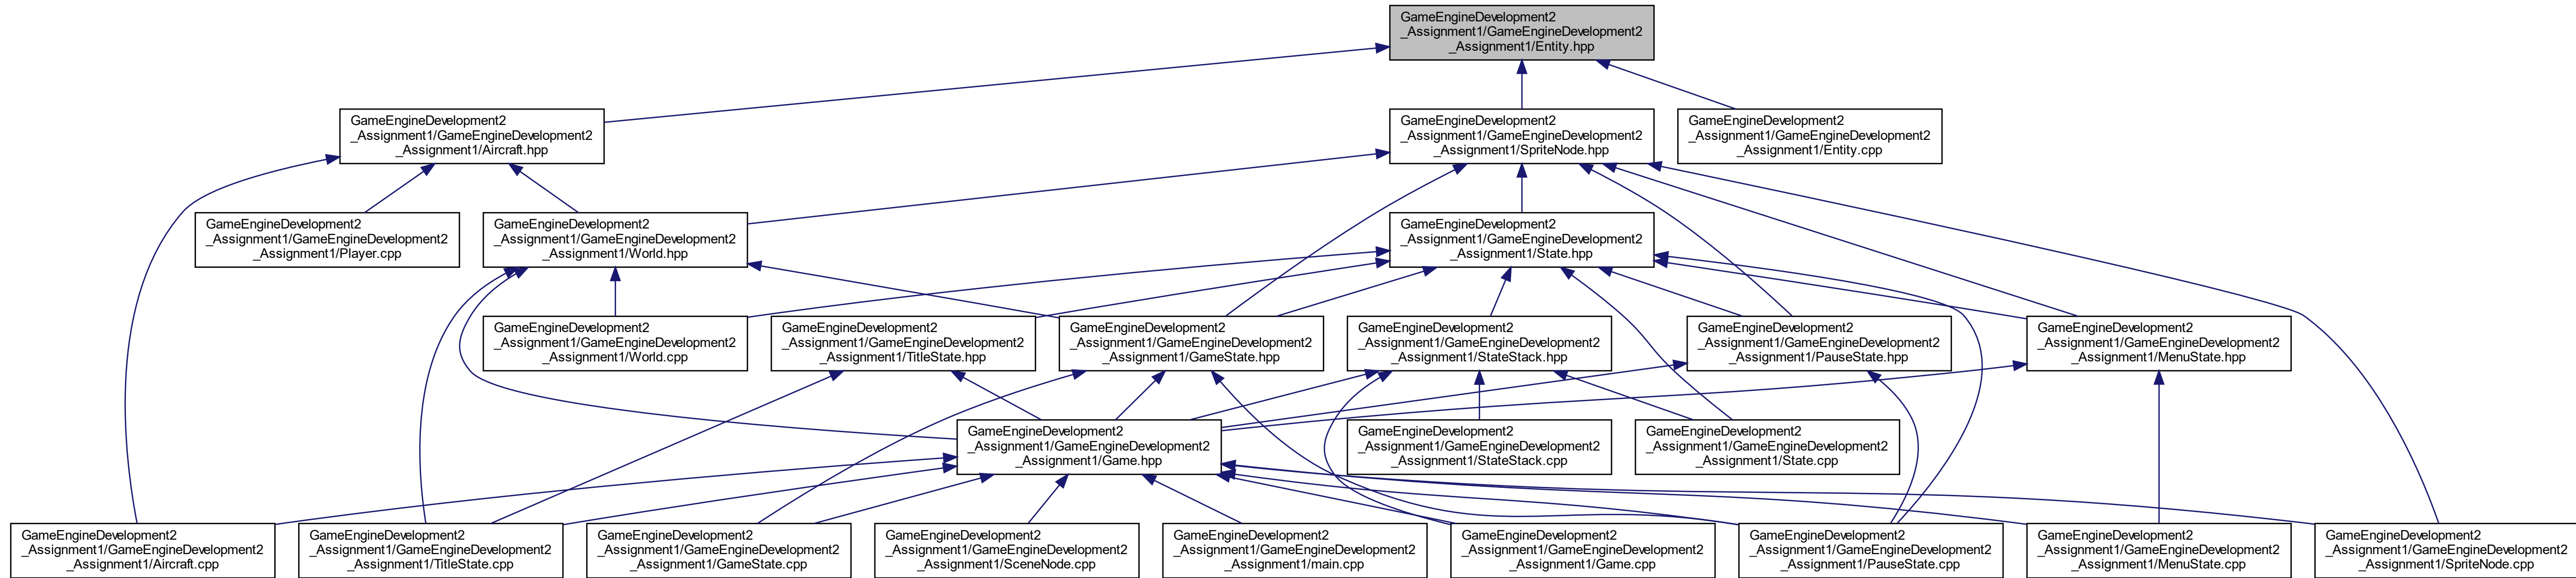 GameEngineDevelopment2
_Assignment1/GameEngineDevelopment2
_Assignment1/Entity.hpp
GameEngineDevelopment2
_Assignment1/GameEngineDevelopment2
_Assignment1/Aircraft.hpp
GameEngineDevelopment2
_Assignment1/GameEngineDevelopment2
_Assignment1/SpriteNode.hpp
GameEngineDevelopment2
_Assignment1/GameEngineDevelopment2
_Assignment1/Entity.cpp
GameEngineDevelopment2
_Assignment1/GameEngineDevelopment2
_Assignment1/Player.cpp
GameEngineDevelopment2
_Assignment1/GameEngineDevelopment2
_Assignment1/World.hpp
GameEngineDevelopment2
_Assignment1/GameEngineDevelopment2
_Assignment1/State.hpp
GameEngineDevelopment2
_Assignment1/GameEngineDevelopment2
_Assignment1/World.cpp
GameEngineDevelopment2
_Assignment1/GameEngineDevelopment2
_Assignment1/TitleState.hpp
GameEngineDevelopment2
_Assignment1/GameEngineDevelopment2
_Assignment1/GameState.hpp
GameEngineDevelopment2
_Assignment1/GameEngineDevelopment2
_Assignment1/StateStack.hpp
GameEngineDevelopment2
_Assignment1/GameEngineDevelopment2
_Assignment1/PauseState.hpp
GameEngineDevelopment2
_Assignment1/GameEngineDevelopment2
_Assignment1/MenuState.hpp
GameEngineDevelopment2
_Assignment1/GameEngineDevelopment2
_Assignment1/Game.hpp
GameEngineDevelopment2
_Assignment1/GameEngineDevelopment2
_Assignment1/StateStack.cpp
GameEngineDevelopment2
_Assignment1/GameEngineDevelopment2
_Assignment1/State.cpp
GameEngineDevelopment2
_Assignment1/GameEngineDevelopment2
_Assignment1/Aircraft.cpp
GameEngineDevelopment2
_Assignment1/GameEngineDevelopment2
_Assignment1/TitleState.cpp
GameEngineDevelopment2
_Assignment1/GameEngineDevelopment2
_Assignment1/GameState.cpp
GameEngineDevelopment2
_Assignment1/GameEngineDevelopment2
_Assignment1/SceneNode.cpp
GameEngineDevelopment2
_Assignment1/GameEngineDevelopment2
_Assignment1/main.cpp
GameEngineDevelopment2
_Assignment1/GameEngineDevelopment2
_Assignment1/Game.cpp
GameEngineDevelopment2
_Assignment1/GameEngineDevelopment2
_Assignment1/PauseState.cpp
GameEngineDevelopment2
_Assignment1/GameEngineDevelopment2
_Assignment1/MenuState.cpp
GameEngineDevelopment2
_Assignment1/GameEngineDevelopment2
_Assignment1/SpriteNode.cpp